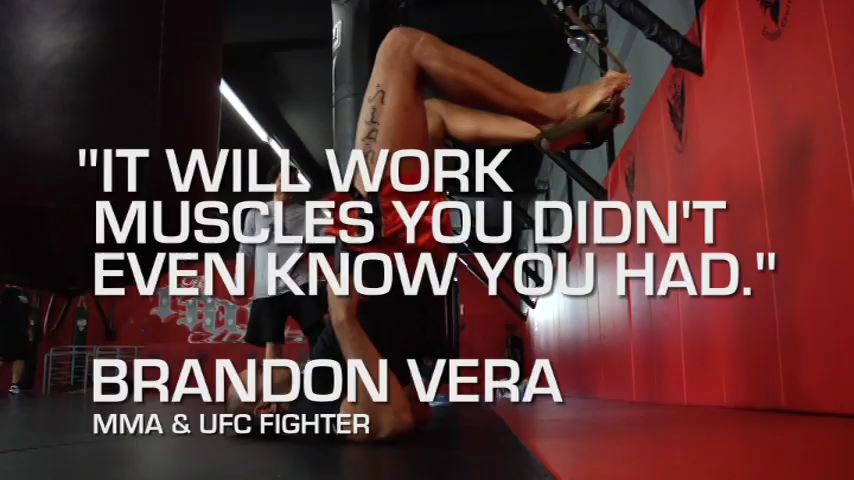 "IT WILL WORK
MUSCLES YOU DIDN'T
EVEN KNOW YOU HAD."
BRANDON VERA
MMA & UFC FIGHTER